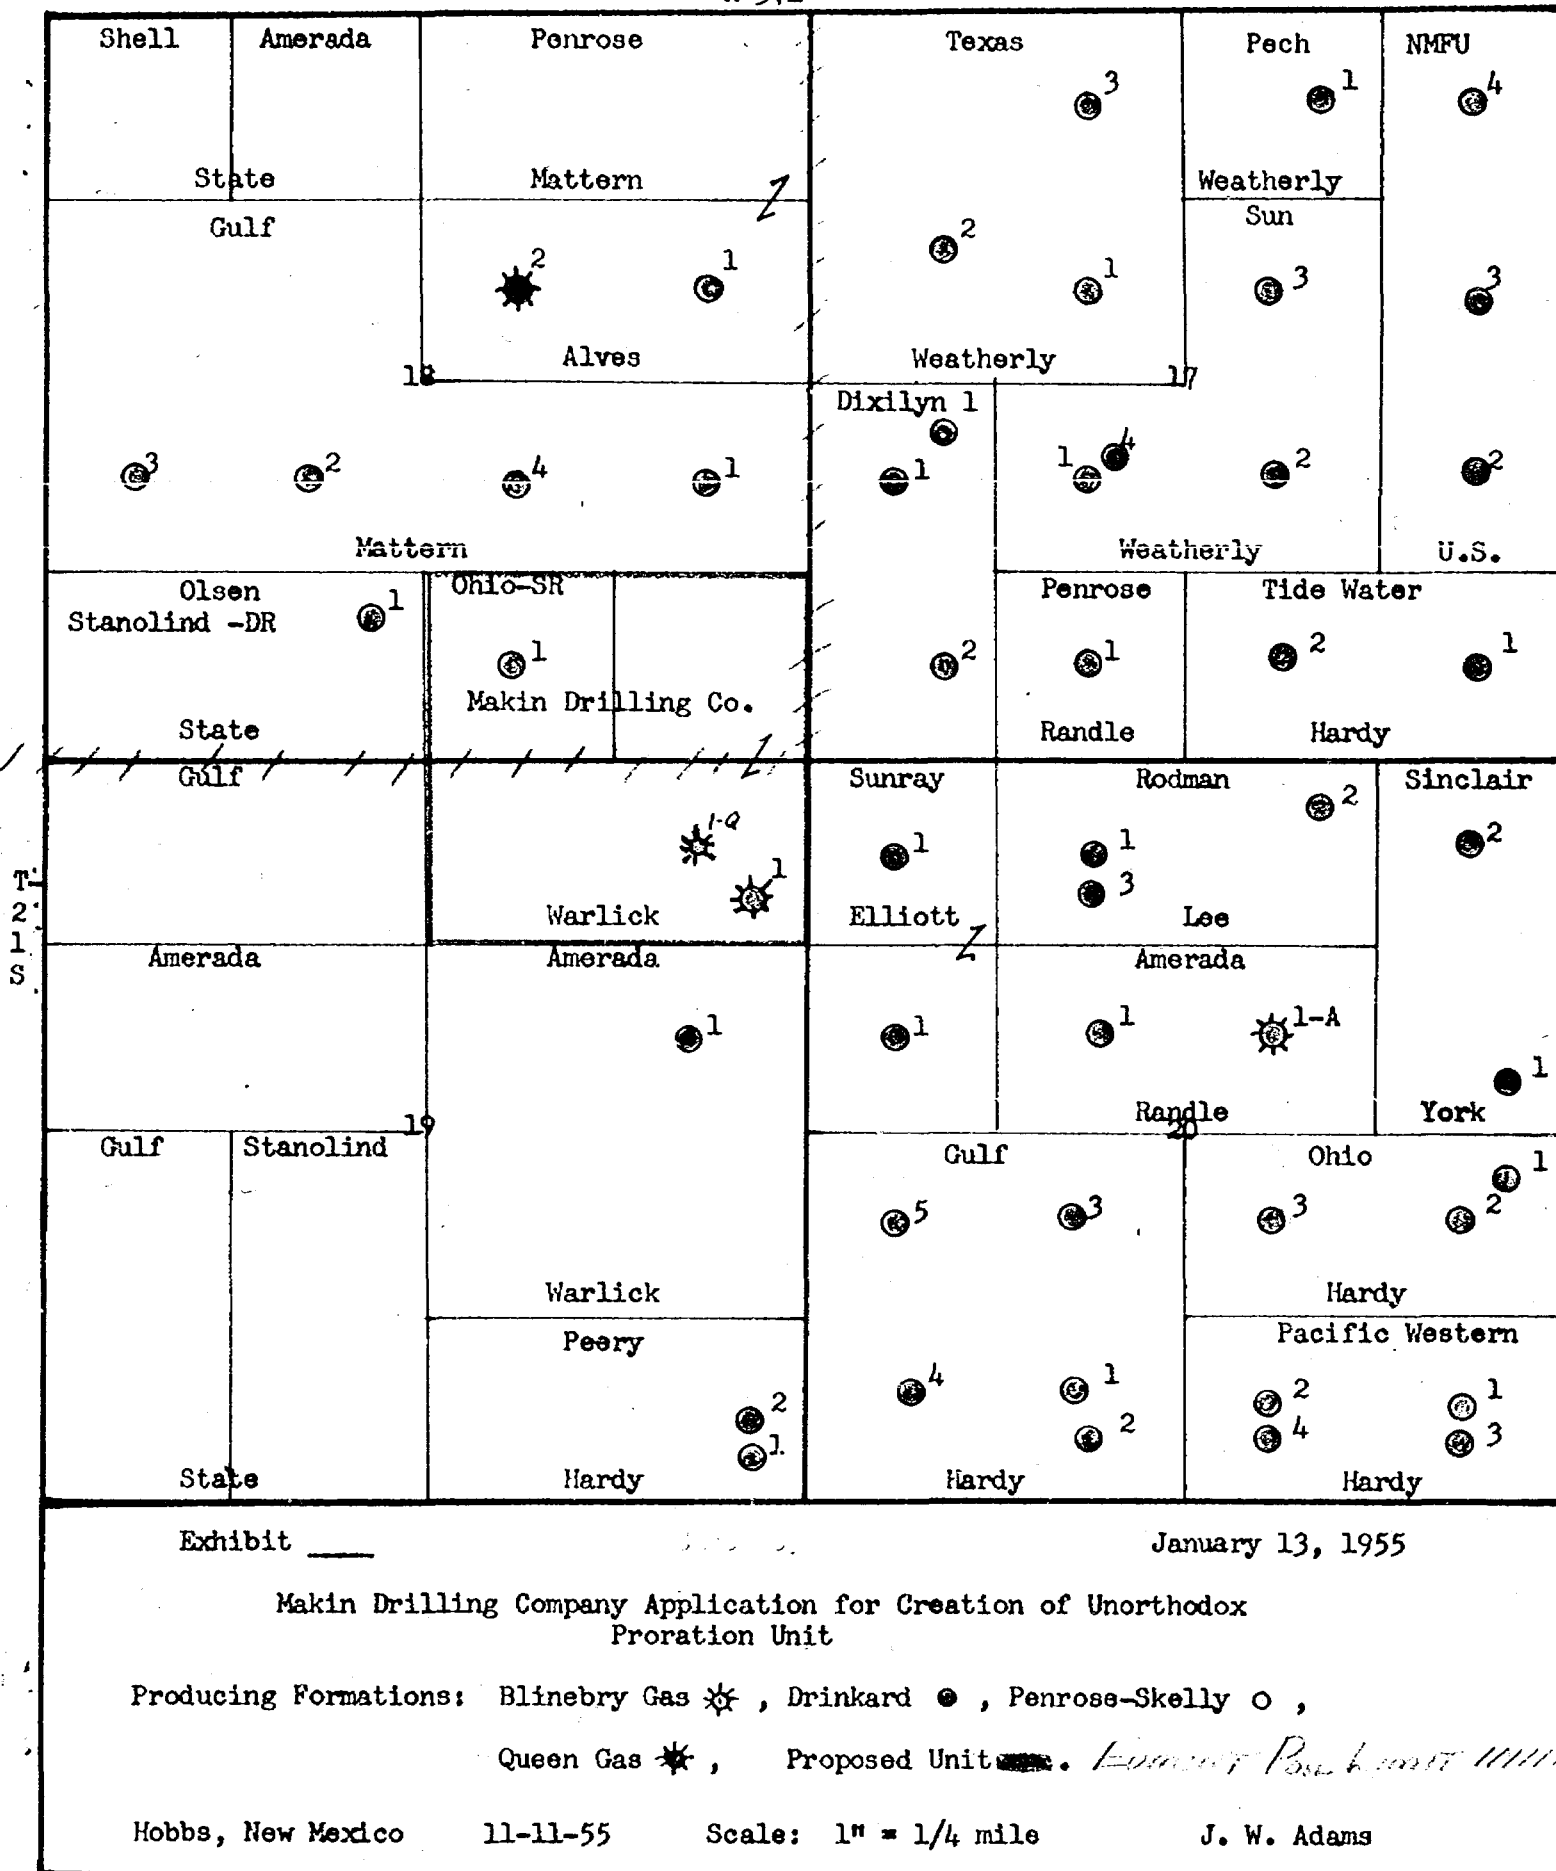 Shell Amerada Penrose Texas Pech NMFU
3 1 4
State Mattern Weatherly
Gulf Sun
2 1 2 1 3 3
Alves Weatherly
18 17
Dixilyn 1
3 2 4 1 1 1 4 2 2
Mattern Weatherly U.S.
Olsen Ohio-SR Penrose Tide Water
Stanolind -DR 1
1 2 1 2 1
Makin Drilling Co.
State Randle Hardy
Gulf Sunray Rodman Sinclair
2
1-Q 1 1 2
1 3
Warlick Elliott Lee
T-
2
1
S
Amerada Amerada Amerada
1 1 1 1-A
1
Randle York
19 20
Gulf Stanolind Gulf Ohio
1
5 3 3 2
Warlick Hardy
Peery Pacific Western
4 1 2 1
2 2 4 3
1
State Hardy Hardy Hardy
Exhibit ____ January 13, 1955
Makin Drilling Company Application for Creation of Unorthodox
Proration Unit
Producing Formations: Blinebry Gas , Drinkard , Penrose-Skelly ,
Queen Gas , Proposed Unit .
Hobbs, New Mexico 11-11-55 Scale: 1" = 1/4 mile J. W. Adams